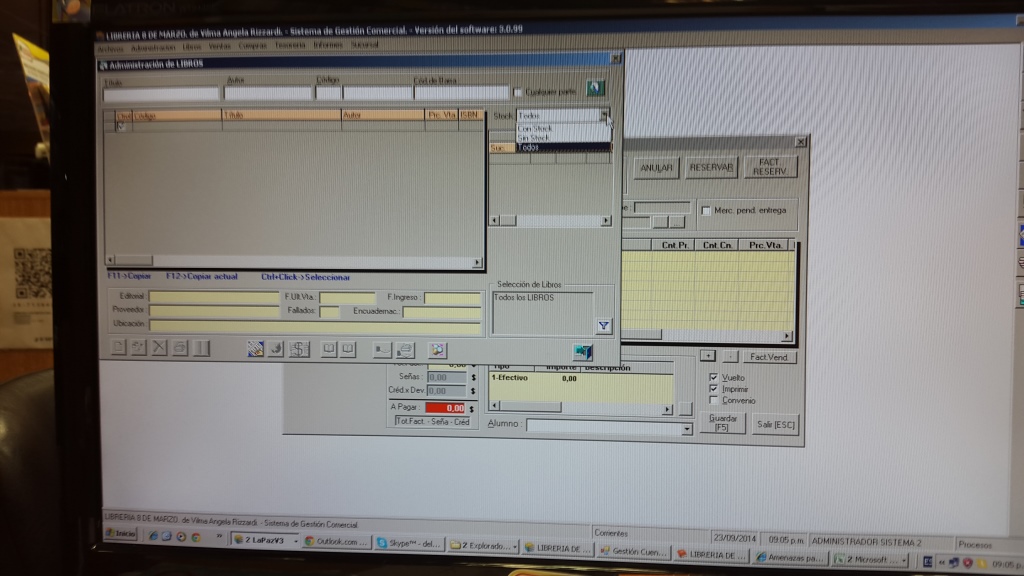 LIBRERIA 8 DE MARZO. de Vilma Angela Rizzardi. - Sistema de Gestión Comercial. - Versión del software: 3.0.99
Archivos Administración Libros Ventas Compras Tesorería Informes Sucursal
Administración de LIBROS
Título Autor Código Cód.de Barra
Cualquier parte.
Código Título Autor Prc. Vta. ISBN
Stock: Todos
Con Stock
Sin Stock
Todos
Suc.
ANULAR RESERVAR FACT. RESERV.
Merc. pend. entrega
Cnt.Pr. Cnt.Cn. Prc.Vta.
F11->Copiar F12->Copiar actual Ctrl+Click->Seleccionar
Editorial F.Ult.Vta. F.Ingreso :
Proveedor Fallados: Encuadernac.:
Ubicación
Selección de Libros
Todos los LIBROS
Fact.Vend.
0,00
Tipo Importe Descripción
1-Efectivo 0,00
Señas : 0,00 $
Créd.x Dev. 0,00 $
A Pagar : 0,00 $
Tot.Fact. - Seña - Créd
Alumno :
Vuelto
Imprimir
Convenio
Guardar [F5]
Salir [ESC]
LIBRERIA 8 DE MARZO. de Vilma Angela Rizzardi. - Sistema de Gestión Comercial.
Corrientes 23/09/2014 09:05 p.m. ADMINISTRADOR SISTEMA 2 Procesos
Inicio » 2 LaPazV3 Outlook.com ... Skype™ - del... 2 Explorado... LIBRERIA DE ... Gestión Cuen... LIBRERIA DE ... Amenazas pa... 2 Microsoft ... ES « 09:05 p.